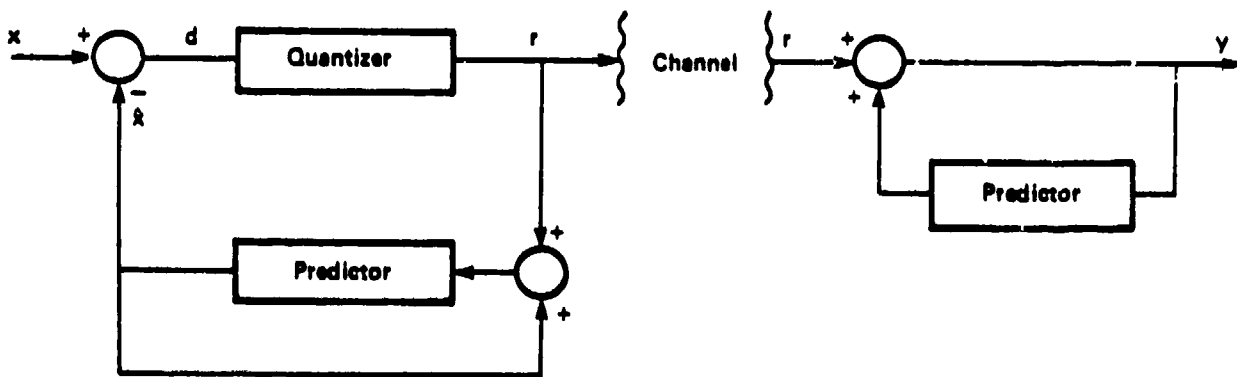 x + d Quantizer r Channel r + y
− x̂
+
Predictor
+
Predictor
+